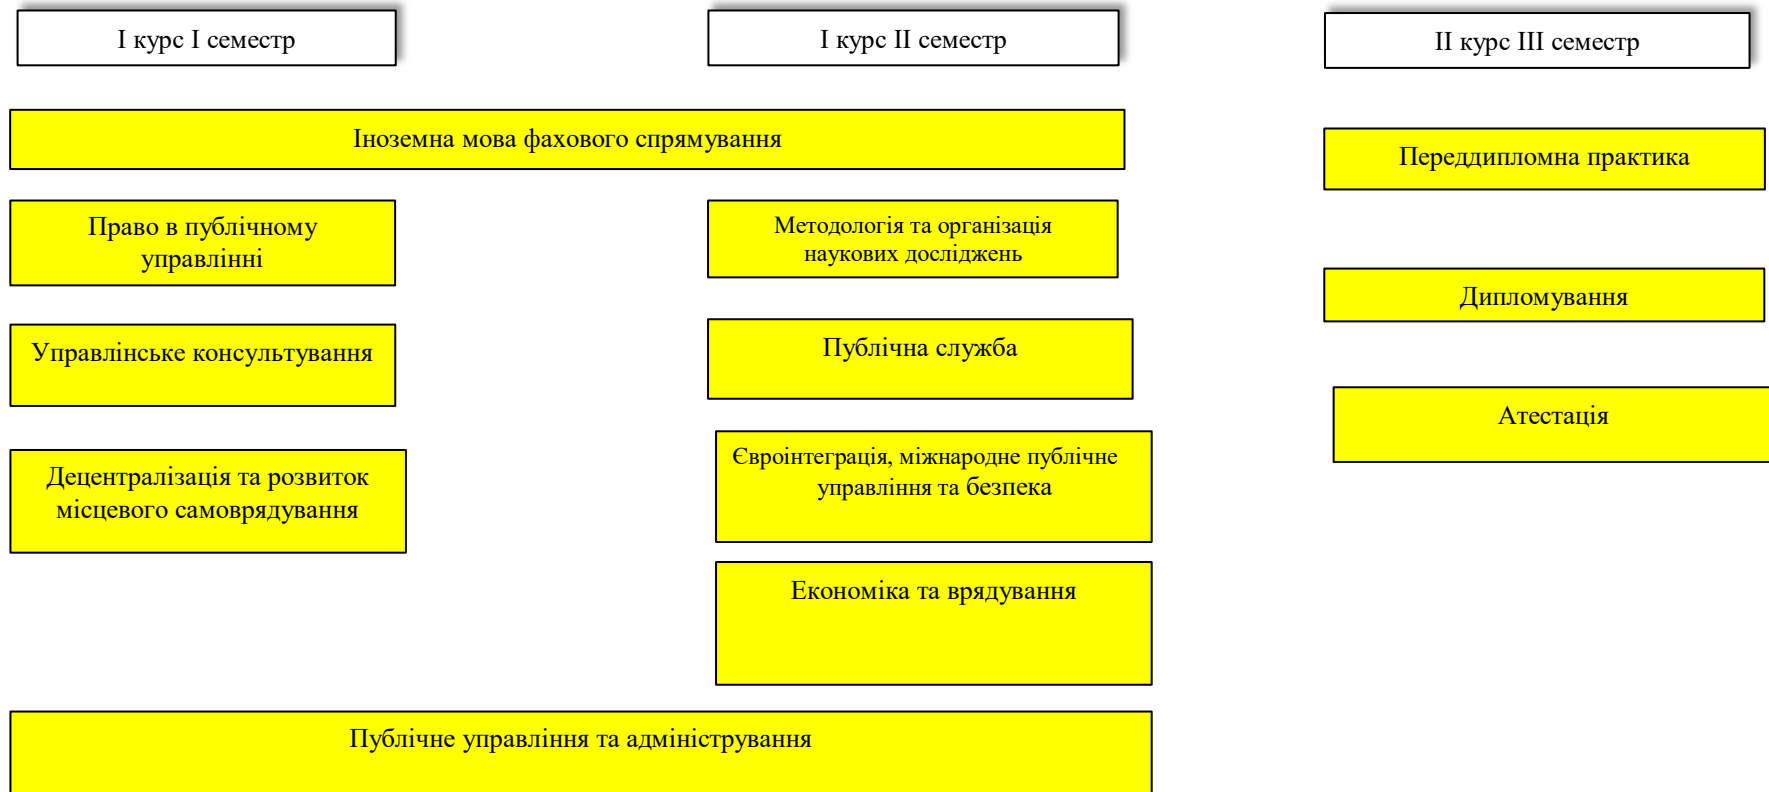 І курс І семестр
І курс ІІ семестр
ІІ курс ІІІ семестр
Іноземна мова фахового спрямування
Переддипломна практика
Право в публічному
управлінні
Методологія та організація
наукових досліджень
Дипломування
Управлінське консультування
Публічна служба
Атестація
Децентралізація та розвиток
місцевого самоврядування
Євроінтеграція, міжнародне публічне
управління та безпека
Економіка та врядування
Публічне управління та адміністрування